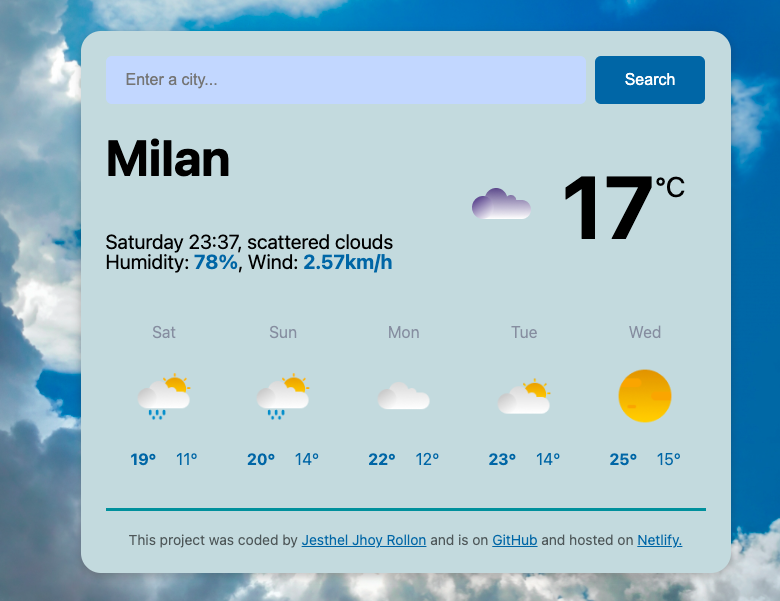 Enter a city...
Search
Milan
17°C
Saturday 23:37, scattered clouds
Humidity: 78%, Wind: 2.57km/h
Sat Sun Mon Tue Wed
19° 11° 20° 14° 22° 12° 23° 14° 25° 15°
This project was coded by Jesthel Jhoy Rollon and is on GitHub and hosted on Netlify.